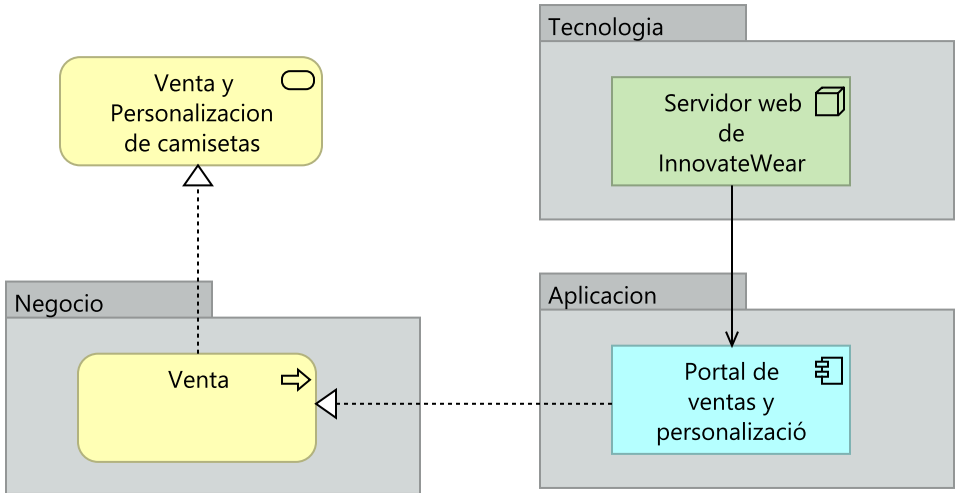 Tecnologia
Venta y
Personalizacion
de camisetas
Servidor web
de
InnovateWear
Negocio
Aplicacion
Venta
Portal de
ventas y
personalizació